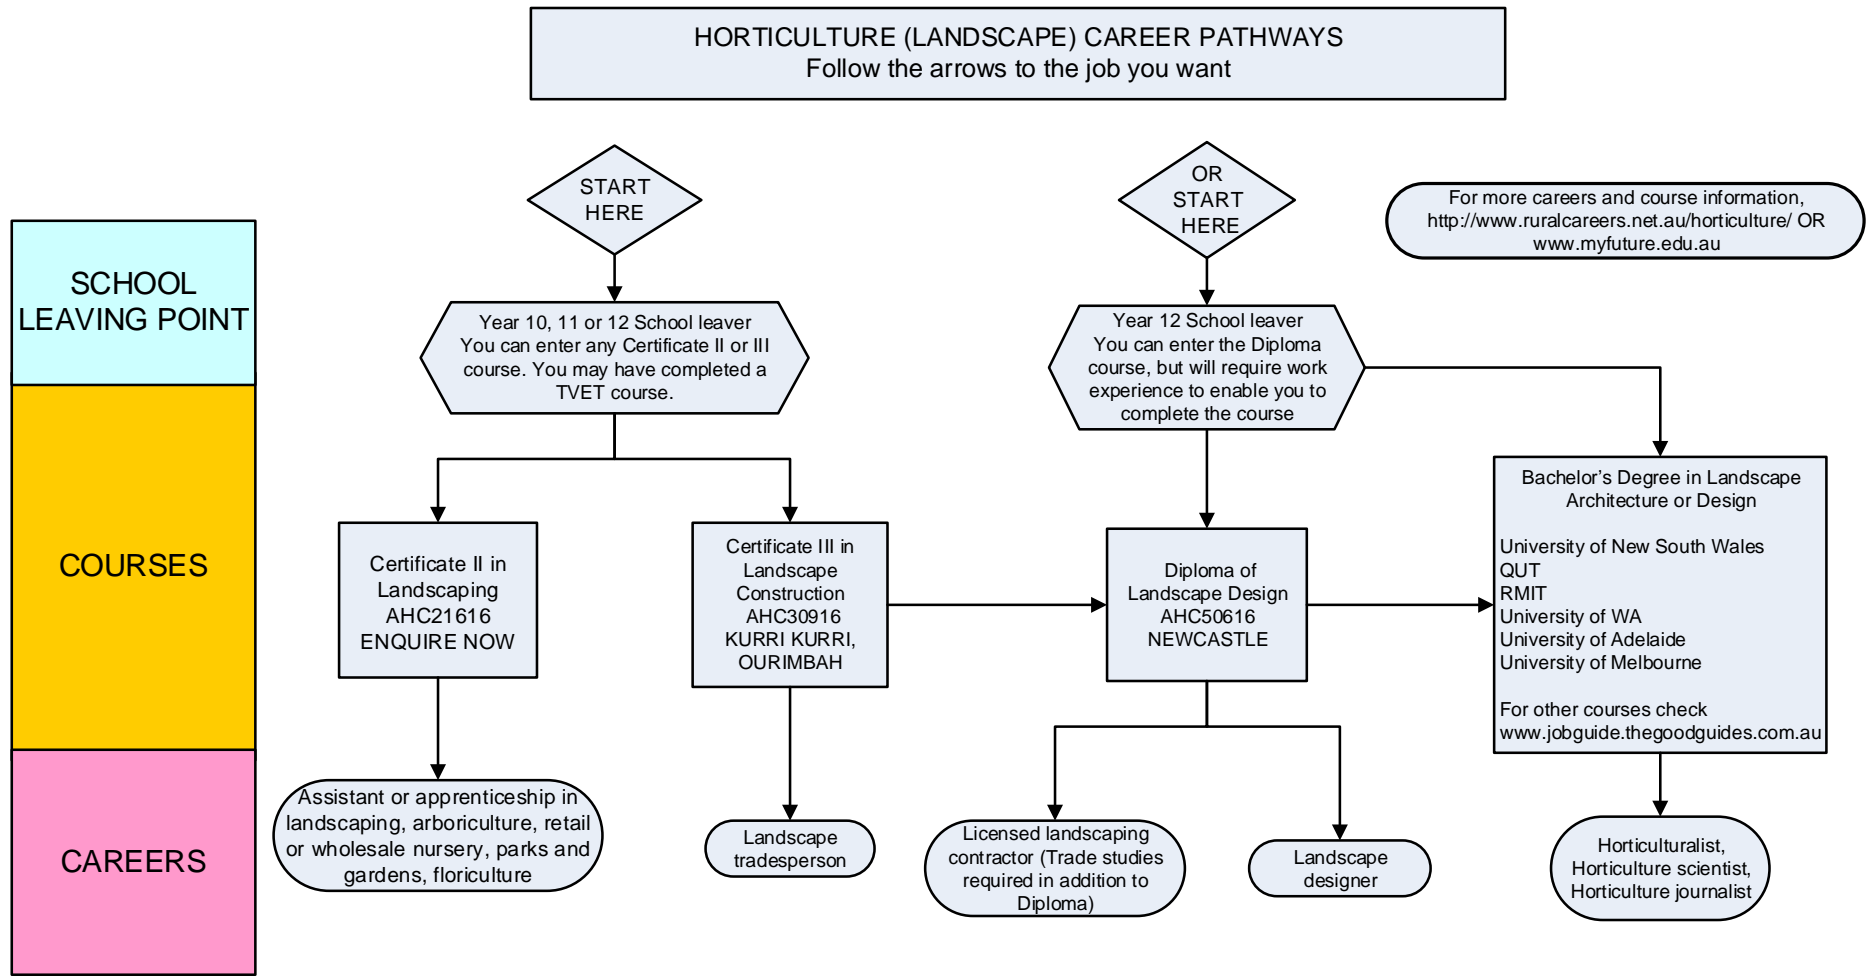 HORTICULTURE (LANDSCAPE) CAREER PATHWAYS
Follow the arrows to the job you want
START
HERE
OR
START
HERE
For more careers and course information,
http://www.ruralcareers.net.au/horticulture/ OR
www.myfuture.edu.au
SCHOOL
LEAVING POINT
Year 10, 11 or 12 School leaver
You can enter any Certificate II or III
course. You may have completed a
TVET course.
Year 12 School leaver
You can enter the Diploma
course, but will require work
experience to enable you to
complete the course
COURSES
Certificate II in
Landscaping
AHC21616
ENQUIRE NOW
Certificate III in
Landscape
Construction
AHC30916
KURRI KURRI,
OURIMBAH
Diploma of
Landscape Design
AHC50616
NEWCASTLE
Bachelor’s Degree in Landscape
Architecture or Design
University of New South Wales
QUT
RMIT
University of WA
University of Adelaide
University of Melbourne
For other courses check
www.jobguide.thegoodguides.com.au
CAREERS
Assistant or apprenticeship in
landscaping, arboriculture, retail
or wholesale nursery, parks and
gardens, floriculture
Landscape
tradesperson
Licensed landscaping
contractor (Trade studies
required in addition to
Diploma)
Landscape
designer
Horticulturalist,
Horticulture scientist,
Horticulture journalist